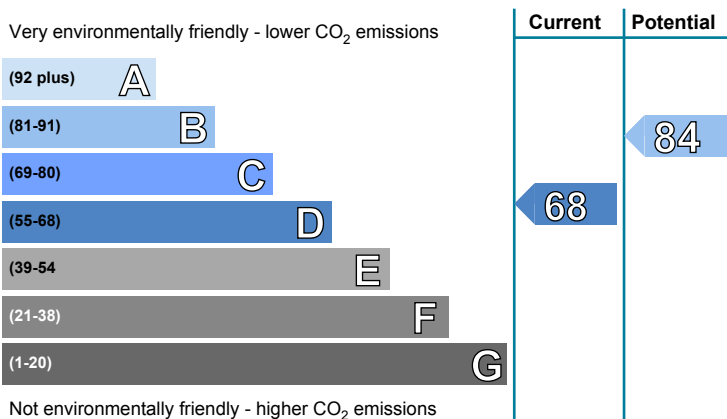 Very environmentally friendly - lower CO2 emissions
Current
Potential
(92 plus) A
(81-91) B
84
(69-80) C
(55-68) D
68
(39-54 E
(21-38) F
(1-20) G
Not environmentally friendly - higher CO2 emissions